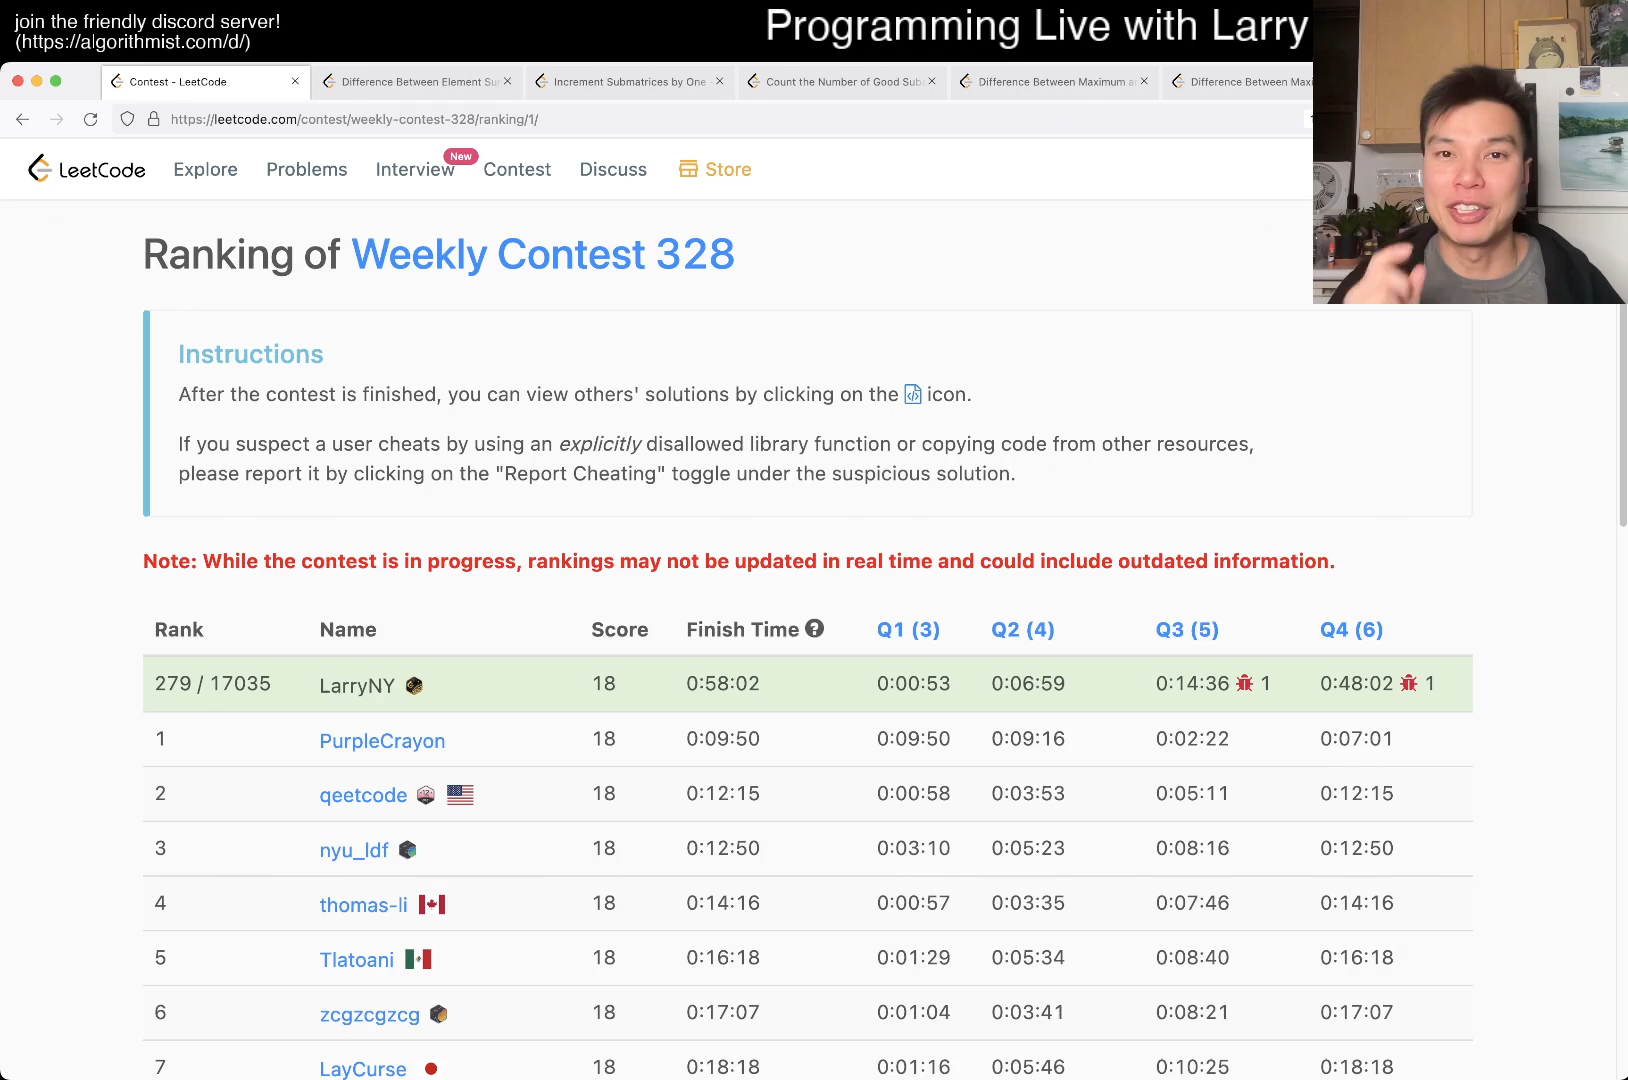 join the friendly discord server!
(https://algorithmist.com/d/)
Programming Live with Larry
Contest - LeetCode
Difference Between Element Sur
Increment Submatrices by One -
Count the Number of Good Suba
Difference Between Maximum a
Difference Between Maxi
https://leetcode.com/contest/weekly-contest-328/ranking/1/
LeetCode
Explore
Problems
Interview
New
Contest
Discuss
Store
Ranking of Weekly Contest 328
Instructions
After the contest is finished, you can view others' solutions by clicking on the icon.
If you suspect a user cheats by using an explicitly disallowed library function or copying code from other resources,
please report it by clicking on the "Report Cheating" toggle under the suspicious solution.
Note: While the contest is in progress, rankings may not be updated in real time and could include outdated information.
Rank Name Score Finish Time Q1 (3) Q2 (4) Q3 (5) Q4 (6)
279 / 17035 LarryNY 18 0:58:02 0:00:53 0:06:59 0:14:36 1 0:48:02 1
1 PurpleCrayon 18 0:09:50 0:09:50 0:09:16 0:02:22 0:07:01
2 qeetcode 18 0:12:15 0:00:58 0:03:53 0:05:11 0:12:15
3 nyu_ldf 18 0:12:50 0:03:10 0:05:23 0:08:16 0:12:50
4 thomas-li 18 0:14:16 0:00:57 0:03:35 0:07:46 0:14:16
5 Tlatoani 18 0:16:18 0:01:29 0:05:34 0:08:40 0:16:18
6 zcgzcgzcg 18 0:17:07 0:01:04 0:03:41 0:08:21 0:17:07
7 LayCurse 18 0:18:18 0:01:16 0:05:46 0:10:25 0:18:18